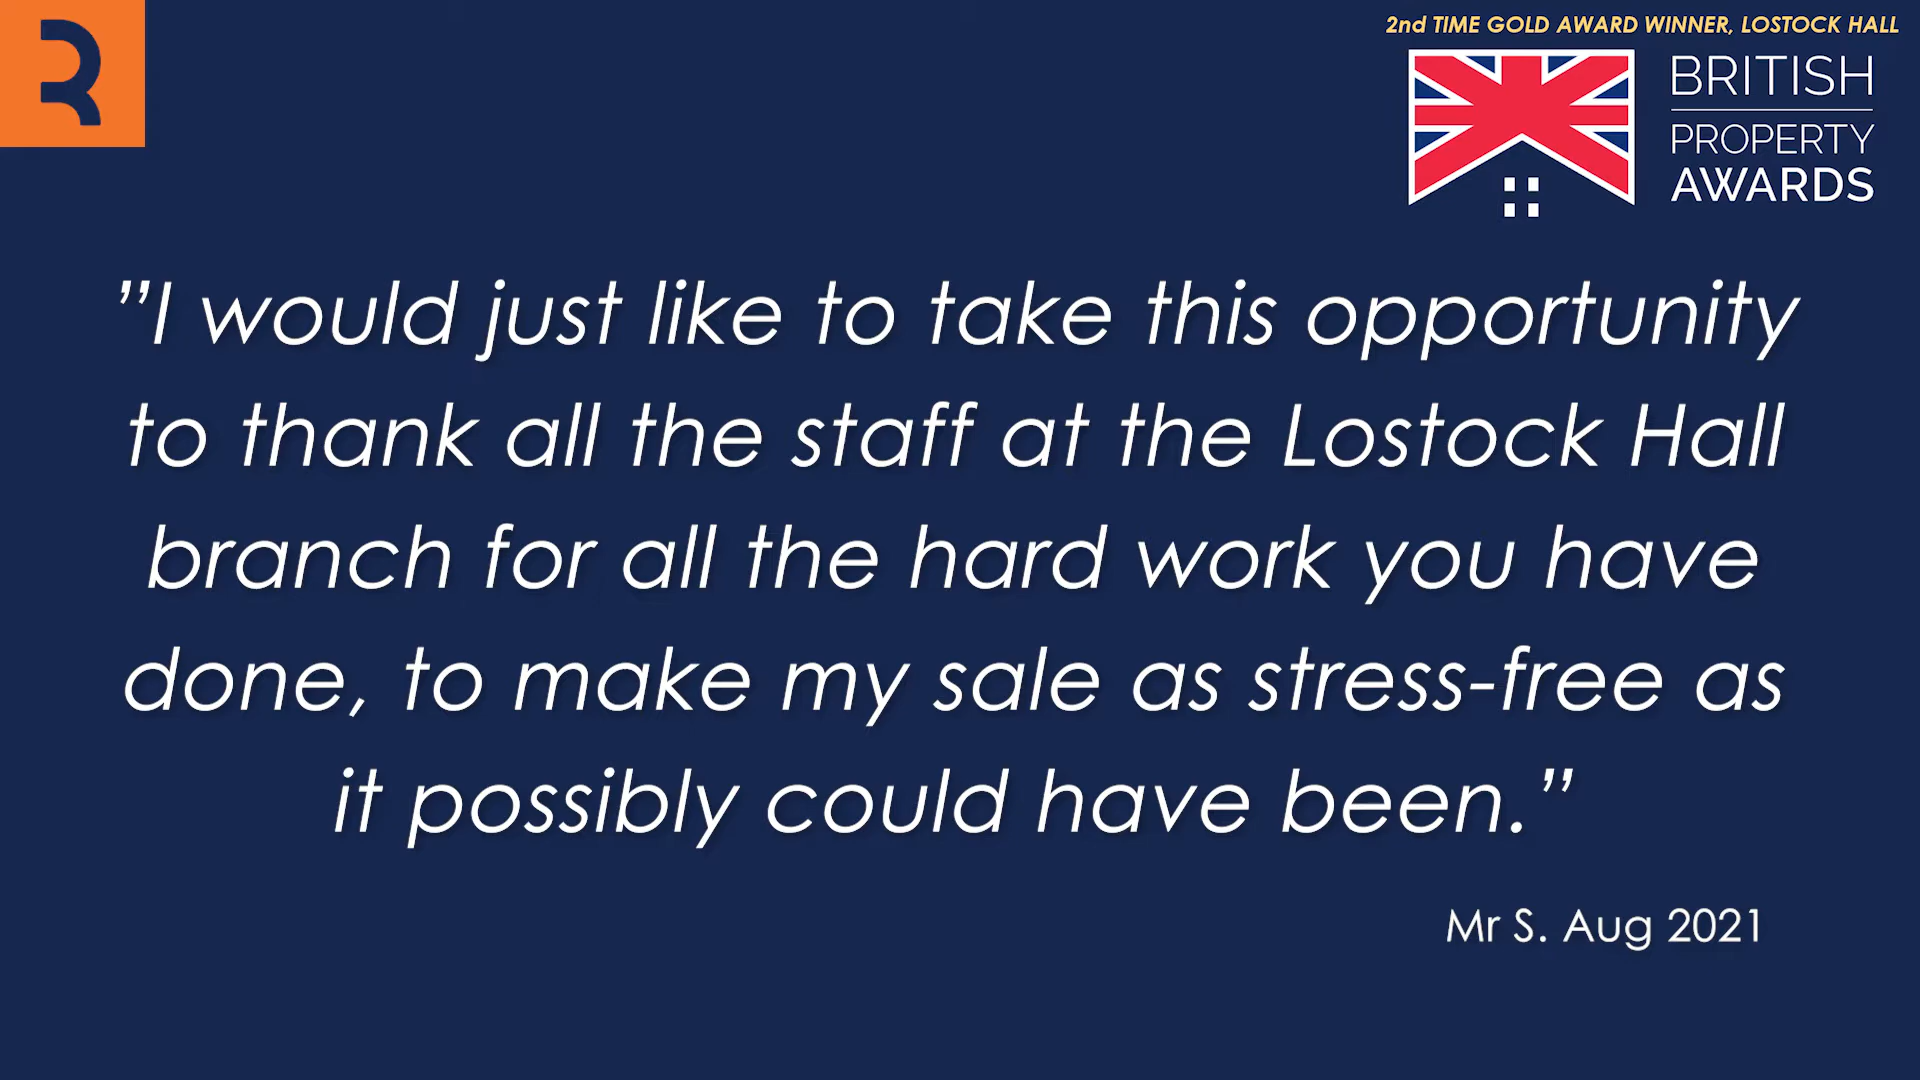 2nd TIME GOLD AWARD WINNER, LOSTOCK HALL
BRITISH
PROPERTY
AWARDS
”I would just like to take this opportunity
to thank all the staff at the Lostock Hall
branch for all the hard work you have
done, to make my sale as stress-free as
it possibly could have been.”
Mr S. Aug 2021